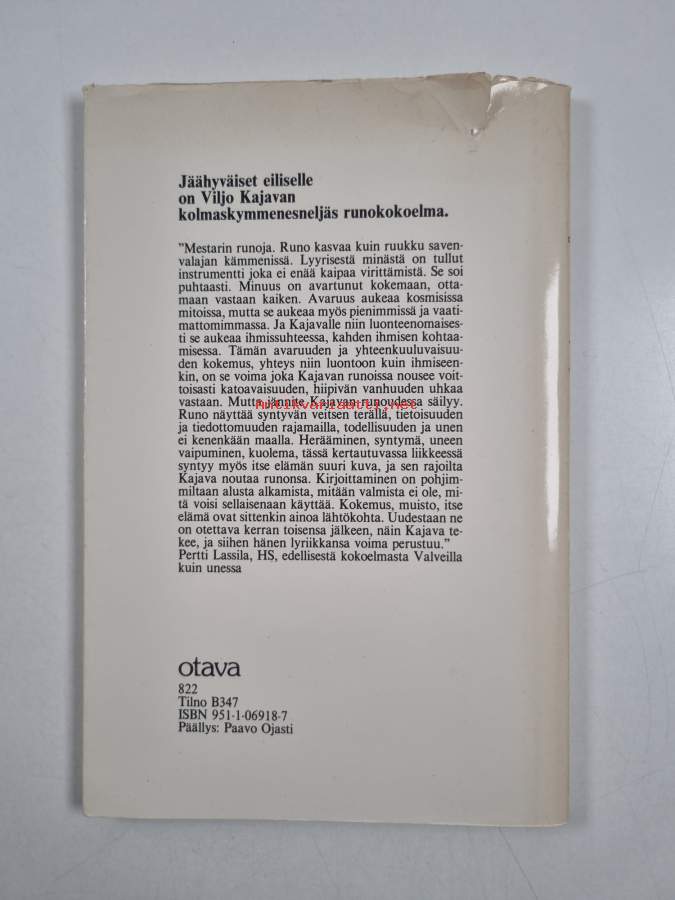 Jäähyväiset eiliselle
on Viljo Kajavan
kolmaskymmenesneljäs runokokoelma.
"Mestarin runoja. Runo kasvaa kuin ruukku saven-
valajan kämmenissä. Lyyrisestä minästä on tullut
instrumentti joka ei enää kaipaa virittämistä. Se soi
puhtaasti. Minuus on avartunut kokemaan, otta-
maan vastaan kaiken. Avaruus aukeaa kosmisissa
mitoissa, mutta se aukeaa myös pienimmissä ja vaati-
mattomimmassa. Ja Kajavalle niin luonteenomaises-
ti se aukeaa ihmissuhteessa, kahden ihmisen kohtaa-
misessa. Tämän avaruuden ja yhteenkuuluvaisuu-
den kokemus, yhteys niin luontoon kuin ihmiseen-
kin, on se voima joka Kajavan runoissa nousee voit-
toisasti katoavaisuuden, hiipivän vanhuuden uhkaa
vastaan. Mutta jännite Kajavan runoudessa säilyy.
Antikvariaatti.net
Runo näyttää syntyvän veitsen terällä, tietoisuuden
ja tiedottomuuden rajamailla, todellisuuden ja unen
ei kenenkään maalla. Herääminen, syntymä, uneen
vaipuminen, kuolema, tässä kertautuvassa liikkeessä
syntyy myös itse elämän suuri kuva, ja sen rajoilta
Kajava noutaa runonsa. Kirjoittaminen on pohjim-
miltaan alusta alkamista, mitään valmista ei ole, mi-
tä voisi sellaisenaan käyttää. Kokemus, muisto, itse
elämä ovat sittenkin ainoa lähtökohta. Uudestaan ne
on otettava kerran toisensa jälkeen, näin Kajava te-
kee, ja siihen hänen lyriikkansa voima perustuu."
Pertti Lassila, HS, edellisestä kokoelmasta Valveilla
kuin unessa
otava
822
Tilno B347
ISBN 951-1-06918-7
Päällys: Paavo Ojasti